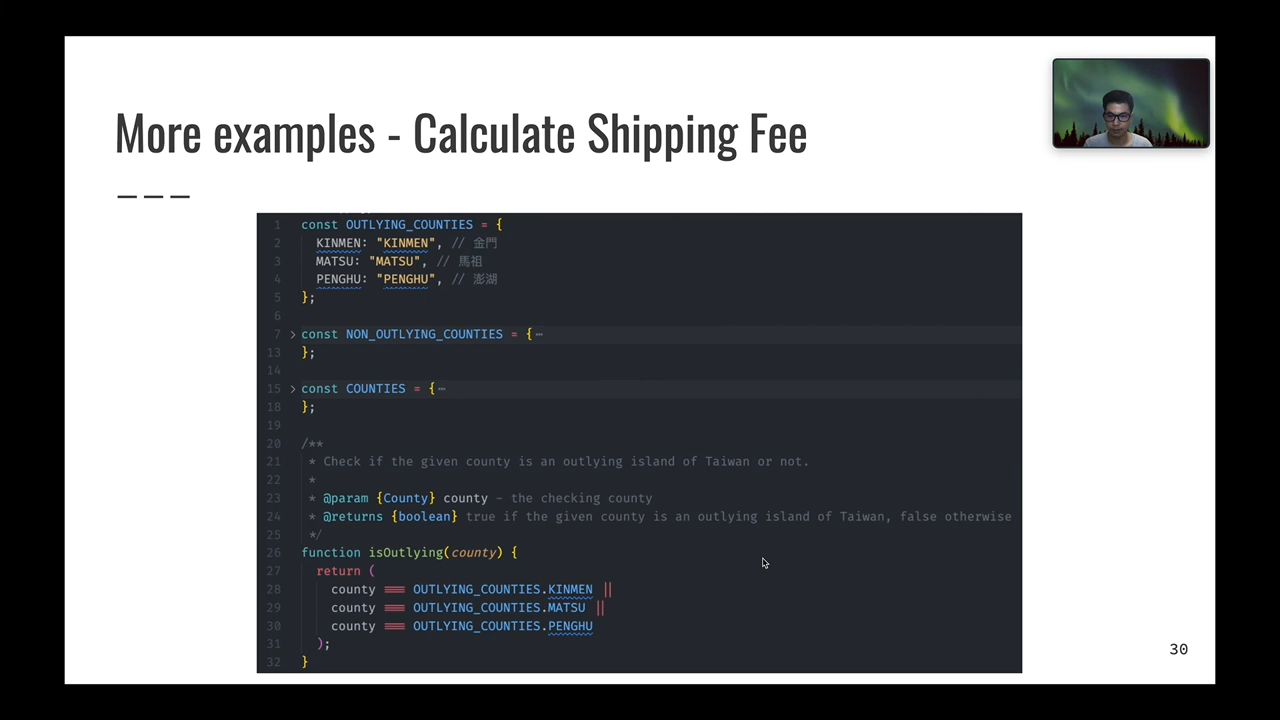 More examples - Calculate Shipping Fee
1 const OUTLYING_COUNTIES = {
2 KINMEN: "KINMEN", // 金門
3 MATSU: "MATSU", // 馬祖
4 PENGHU: "PENGHU", // 澎湖
5 };
6
7 > const NON_OUTLYING_COUNTIES = { ⋯
13 };
14
15 > const COUNTIES = { ⋯
18 };
19
20 /**
21 * Check if the given county is an outlying island of Taiwan or not.
22 *
23 * @param {County} county - the checking county
24 * @returns {boolean} true if the given county is an outlying island of Taiwan, false otherwise
25 */
26 function isOutlying(county) {
27 return (
28 county === OUTLYING_COUNTIES.KINMEN ||
29 county === OUTLYING_COUNTIES.MATSU ||
30 county === OUTLYING_COUNTIES.PENGHU
31 );
32 }
30